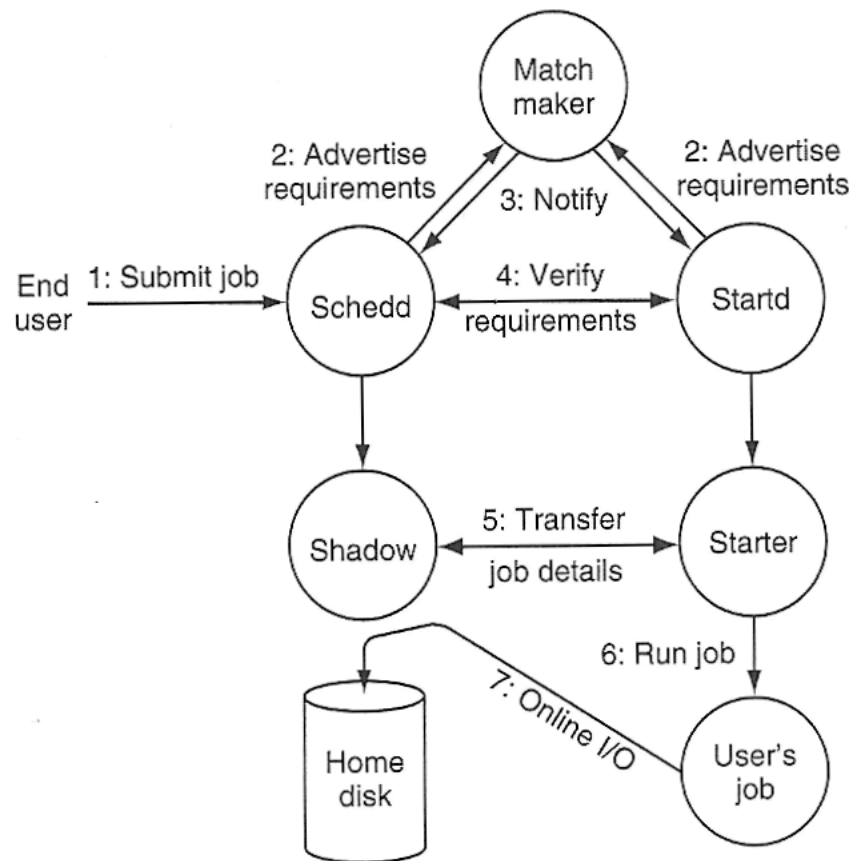 Match
maker
2: Advertise
requirements
2: Advertise
requirements
3: Notify
End
user
1: Submit job
Schedd
4: Verify
requirements
Startd
Shadow
5: Transfer
job details
Starter
6: Run job
7: Online I/O
Home
disk
User's
job